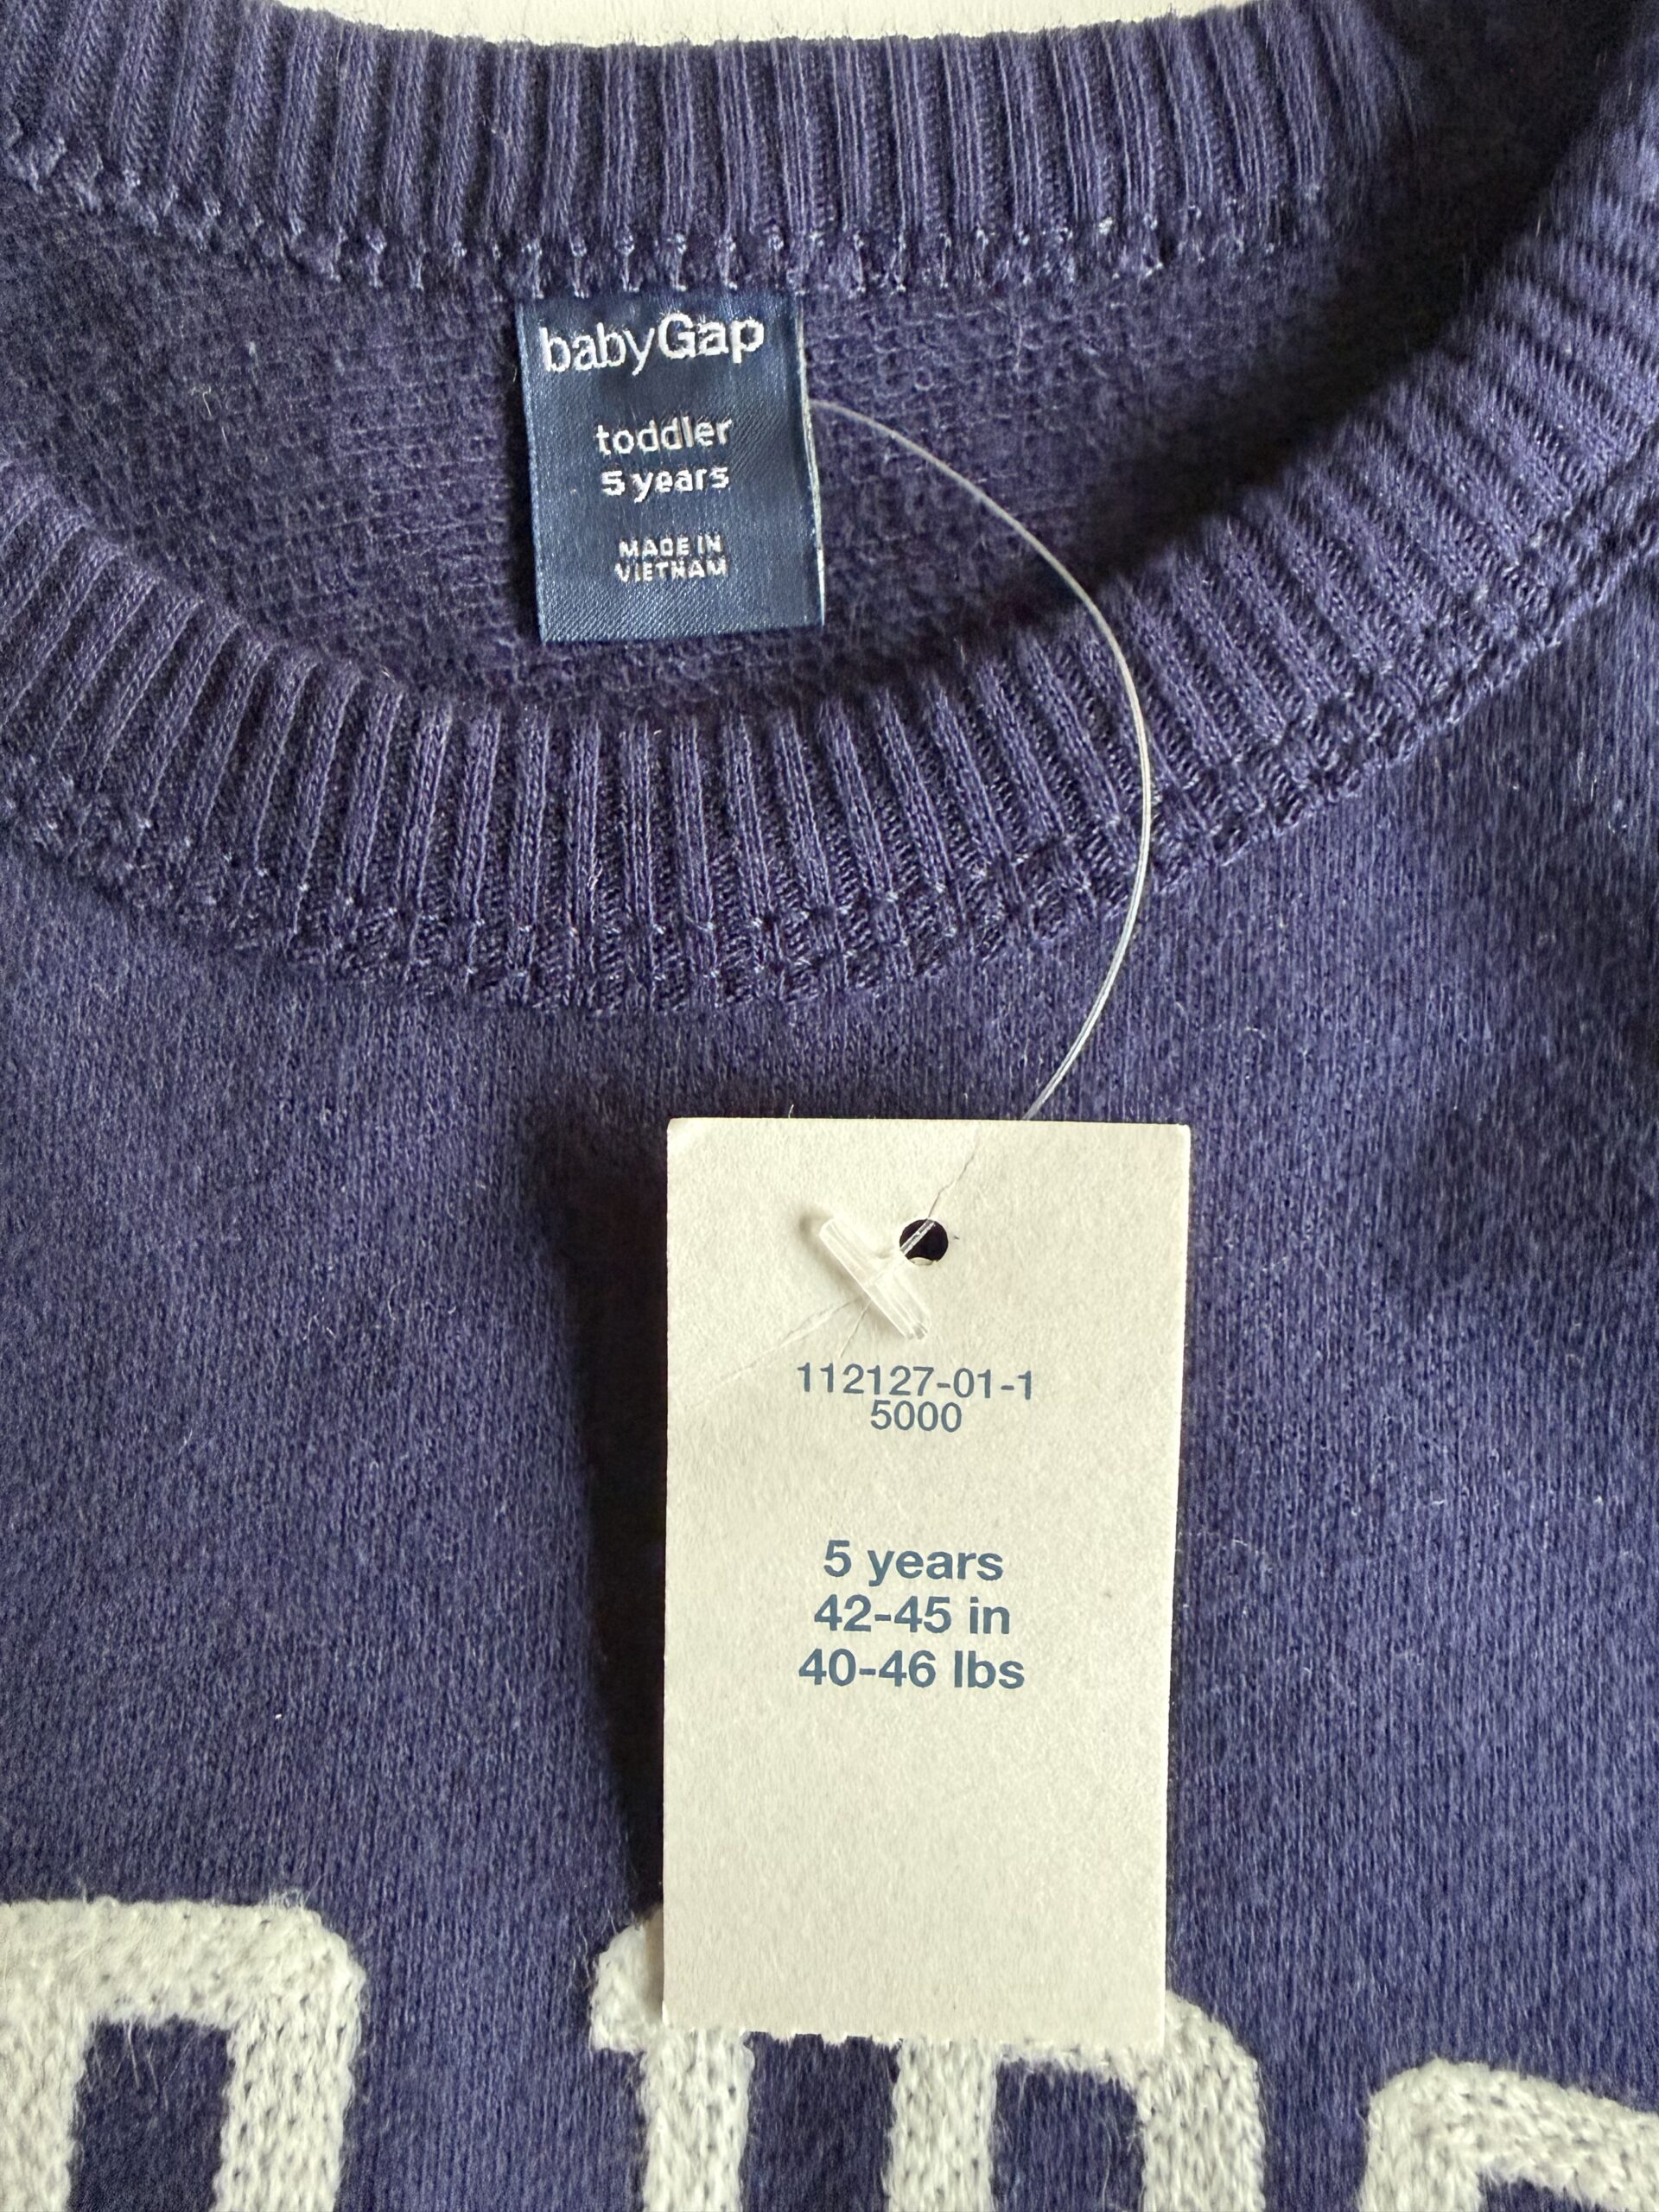 babyGap
toddler
5 years
MADE IN
VIETNAM
112127-01-1
5000
5 years
42-45 in
40-46 lbs